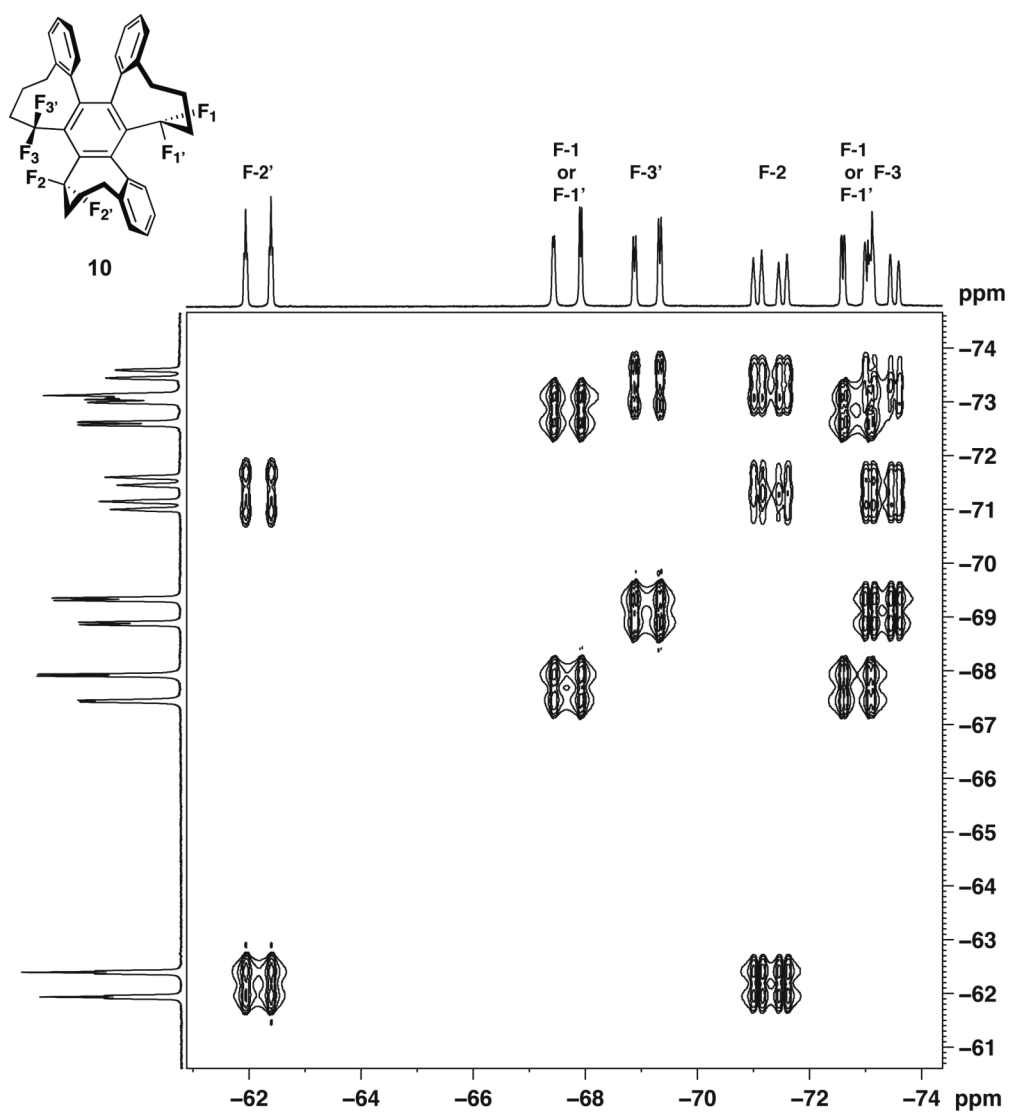 F3'
F1
F3
F1'
F2
F2'
10
F-2'
F-1
or
F-1'
F-3'
F-2
F-1
or
F-1'
F-3
ppm
–74
–73
–72
–71
–70
–69
–68
–67
–66
–65
–64
–63
–62
–61
–62
–64
–66
–68
–70
–72
–74
ppm